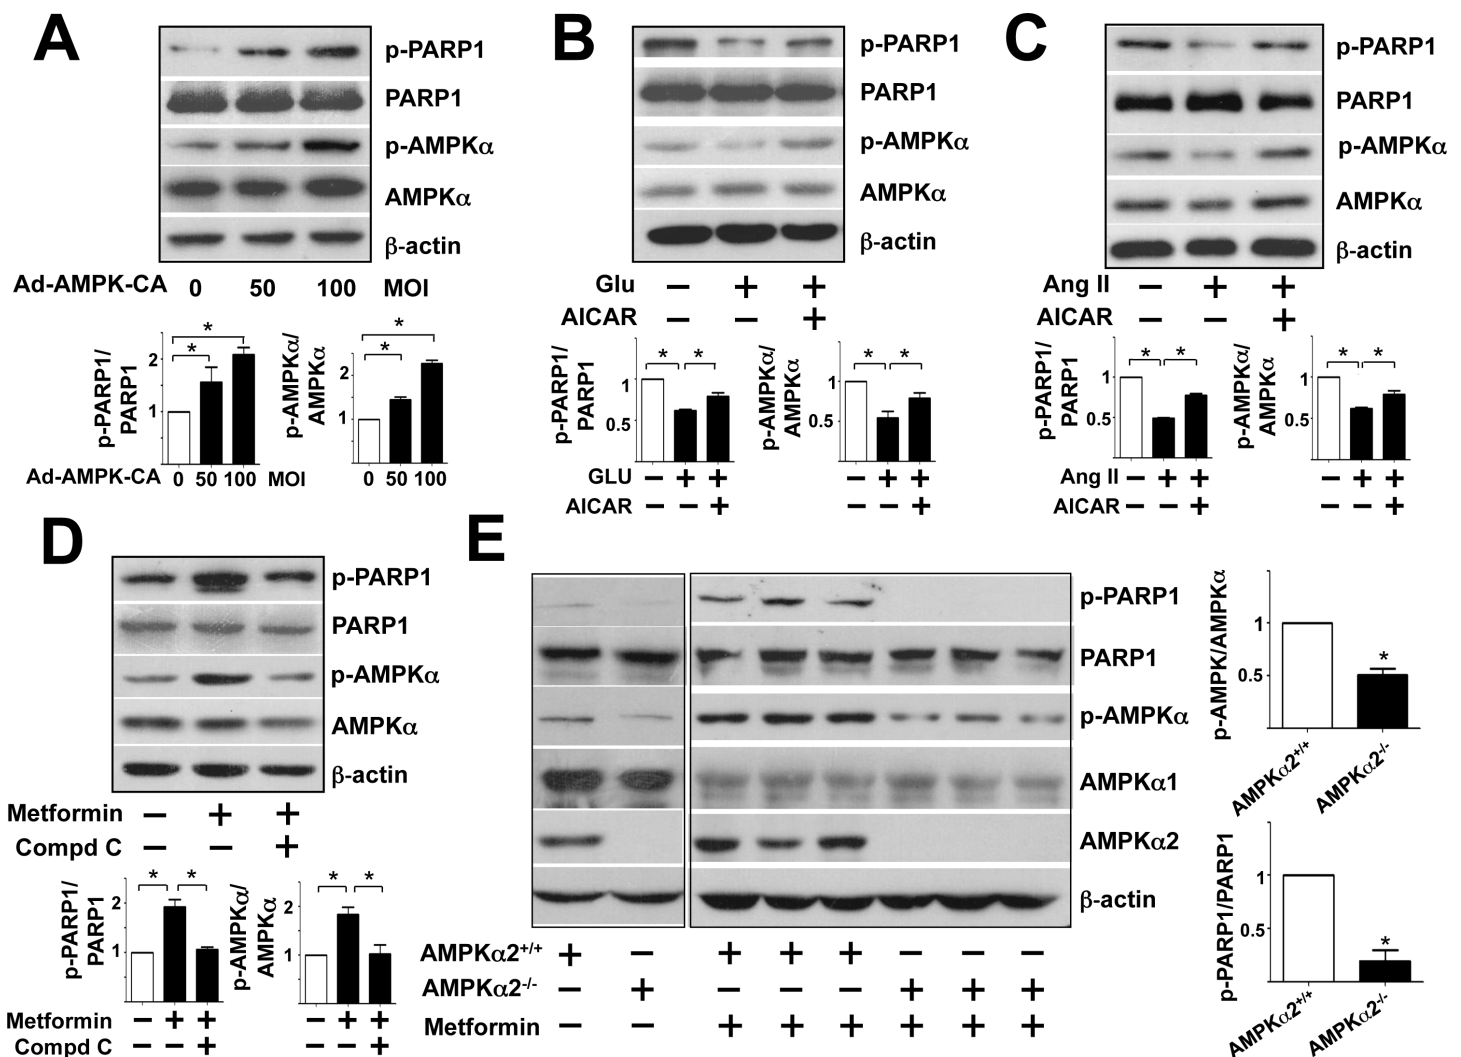 A
p-PARP1
PARP1
p-AMPKα
AMPKα
β-actin
Ad-AMPK-CA 0 50 100 MOI
* *
p-PARP1/
PARP1
2
1
* *
p-AMPKα/
AMPKα
2
1
Ad-AMPK-CA 0 50 100 MOI 0 50 100
B
p-PARP1
PARP1
p-AMPKα
AMPKα
β-actin
Glu − + +
AICAR − − +
* *
p-PARP1/
PARP1
1
0.5
* *
p-AMPKα/
AMPKα
1
0.5
GLU − + + − + +
AICAR − − + − − +
C
p-PARP1
PARP1
p-AMPKα
AMPKα
β-actin
Ang II − + +
AICAR − − +
* *
p-PARP1/
PARP1
1
0.5
* *
p-AMPKα/
AMPKα
1
0.5
Ang II − + + − + +
AICAR − − + − − +
D
p-PARP1
PARP1
p-AMPKα
AMPKα
β-actin
Metformin − + +
Compd C − − +
* *
p-PARP1/
PARP1
2
1
* *
p-AMPKα/
AMPKα
2
1
Metformin − + + − + +
Compd C − − + − − +
E
p-PARP1
PARP1
p-AMPKα
AMPKα1
AMPKα2
β-actin
AMPKα2+/+ + − + + + − − −
AMPKα2-/- − + − − − + + +
Metformin − − + + + + + +
p-AMPK/AMPKα
1
0.5
*
AMPKα2+/+
AMPKα2-/-
p-PARP1/PARP1
1
0.5
*
AMPKα2+/+
AMPKα2-/-